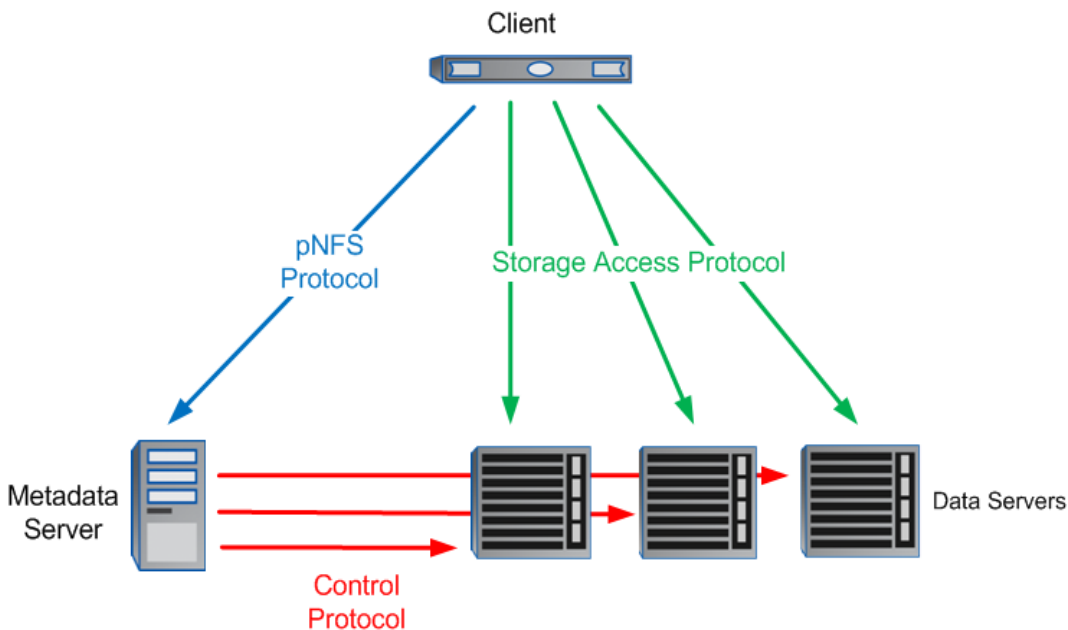 Client
pNFS
Protocol
Storage Access Protocol
Metadata
Server
Data Servers
Control
Protocol